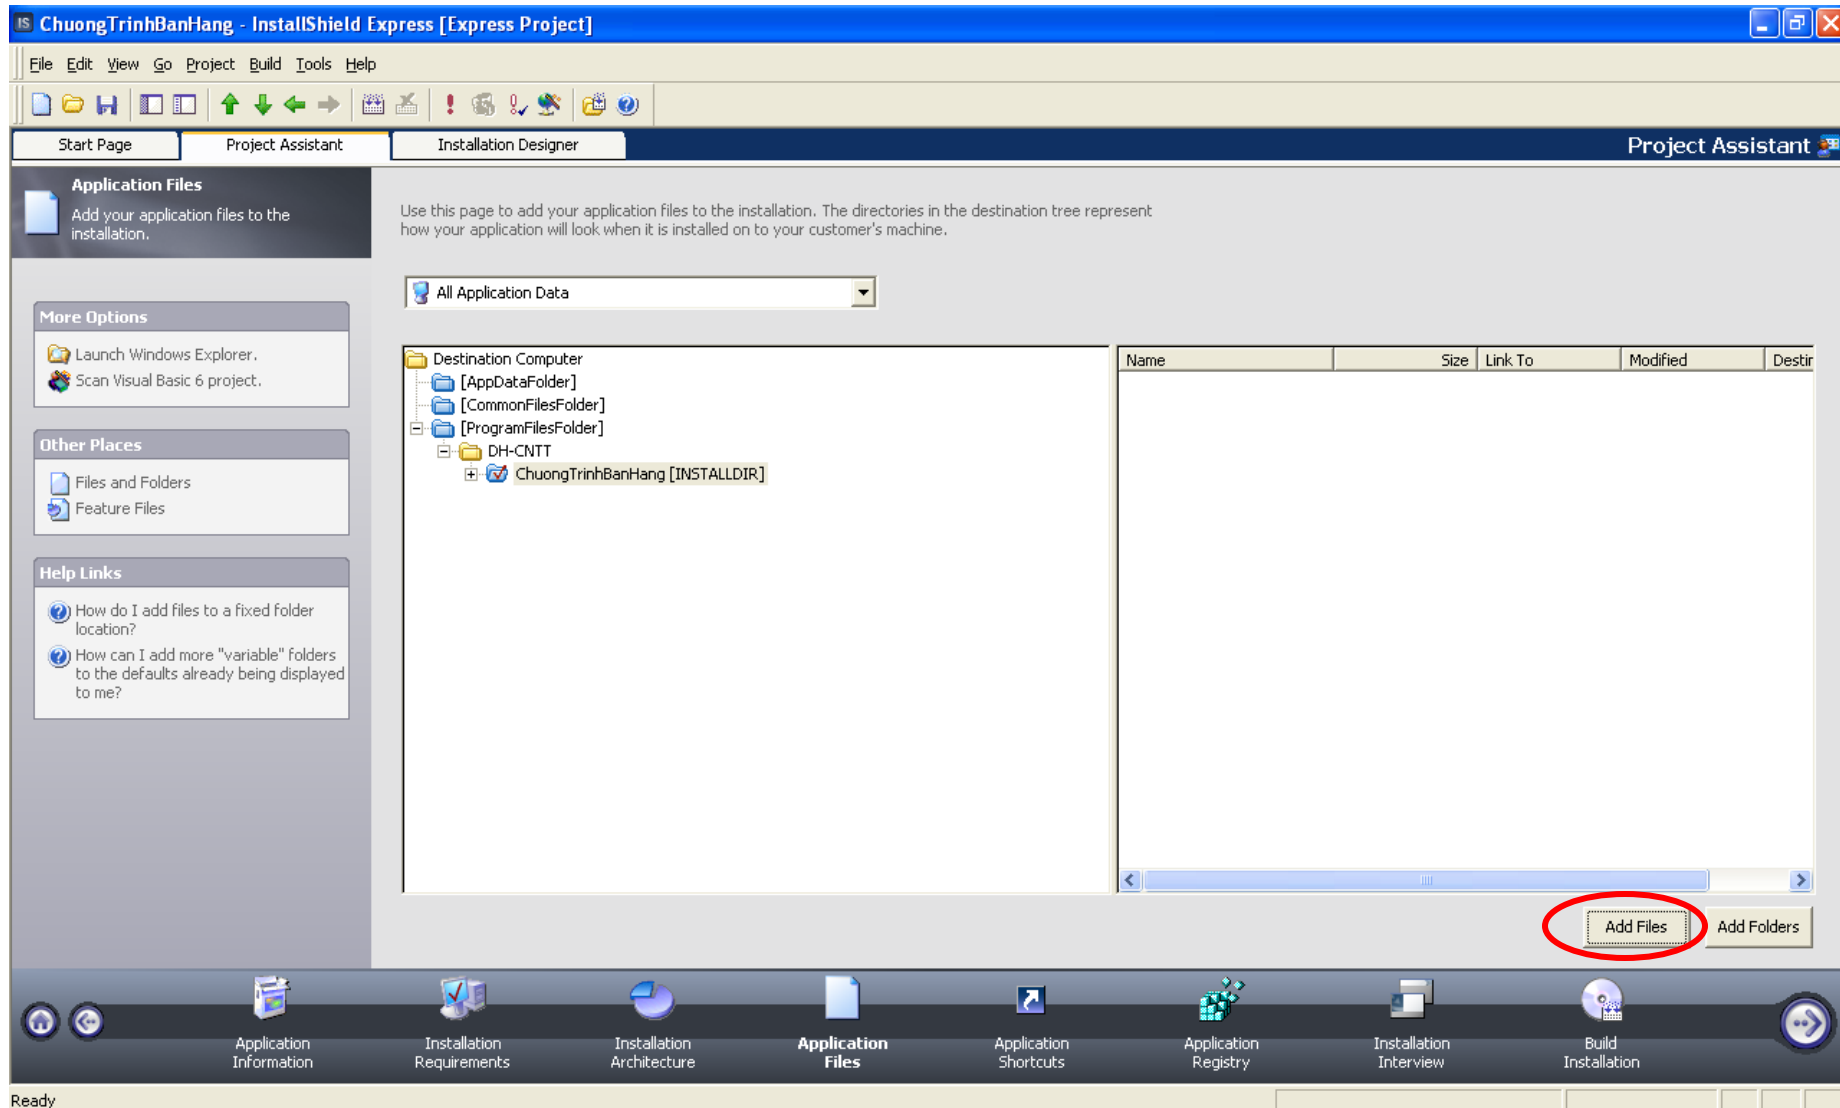 ChuongTrinhBanHang - InstallShield Express [Express Project]
File Edit View Go Project Build Tools Help
Start Page
Project Assistant
Installation Designer
Project Assistant
Application Files
Add your application files to the
installation.
Use this page to add your application files to the installation. The directories in the destination tree represent
how your application will look when it is installed on to your customer's machine.
All Application Data
More Options
Launch Windows Explorer.
Scan Visual Basic 6 project.
Other Places
Files and Folders
Feature Files
Help Links
How do I add files to a fixed folder
location?
How can I add more "variable" folders
to the defaults already being displayed
to me?
Destination Computer
[AppDataFolder]
[CommonFilesFolder]
[ProgramFilesFolder]
DH-CNTT
ChuongTrinhBanHang [INSTALLDIR]
Name Size Link To Modified Destin
Add Files
Add Folders
Application
Information
Installation
Requirements
Installation
Architecture
Application
Files
Application
Shortcuts
Application
Registry
Installation
Interview
Build
Installation
Ready